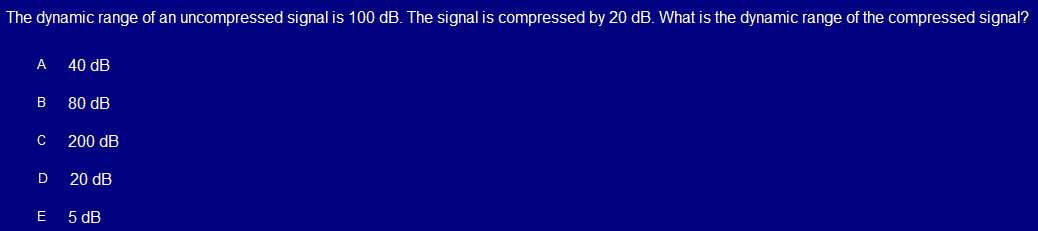 The dynamic range of an uncompressed signal is 100 dB. The signal is compressed by 20 dB. What is the dynamic range of the compressed signal?
A 40 dB
B 80 dB
C 200 dB
D 20 dB
E 5 dB